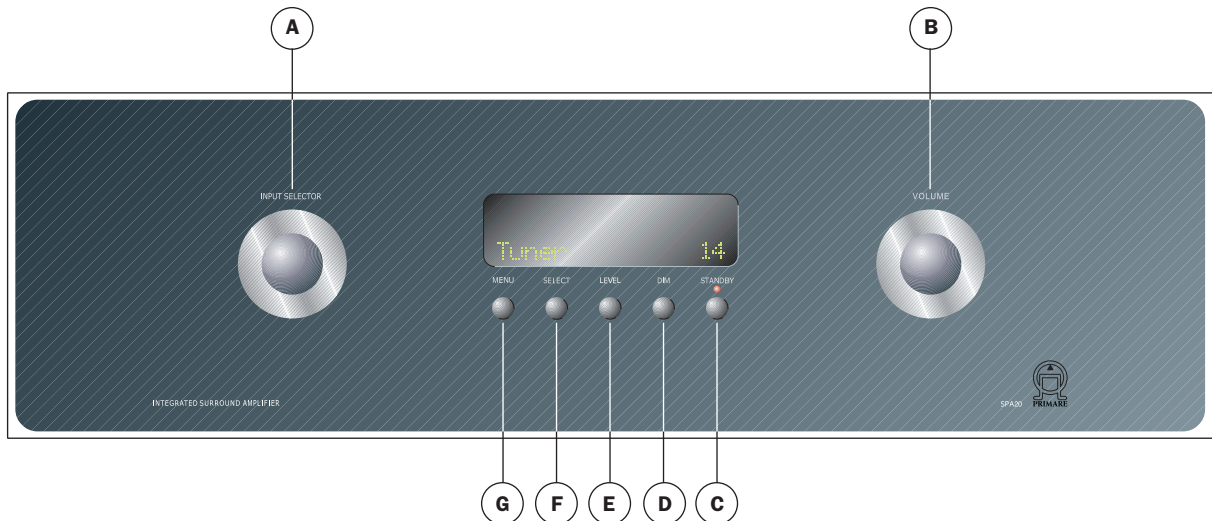 A B
INPUT SELECTOR VOLUME
Tuner 14
MENU SELECT LEVEL DIM STANDBY
INTEGRATED SURROUND AMPLIFIER SPA20 PRIMARE
G F E D C